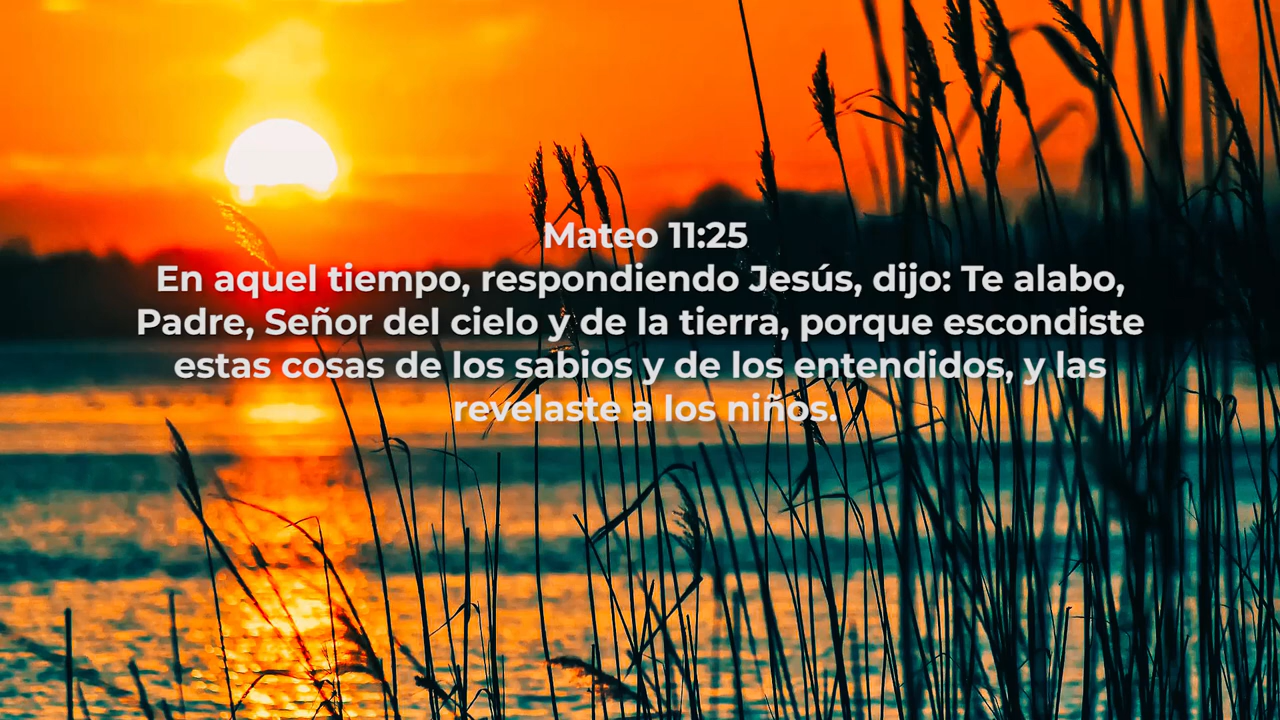 Mateo 11:25
En aquel tiempo, respondiendo Jesús, dijo: Te alabo,
Padre, Señor del cielo y de la tierra, porque escondiste
estas cosas de los sabios y de los entendidos, y las
revelaste a los niños.